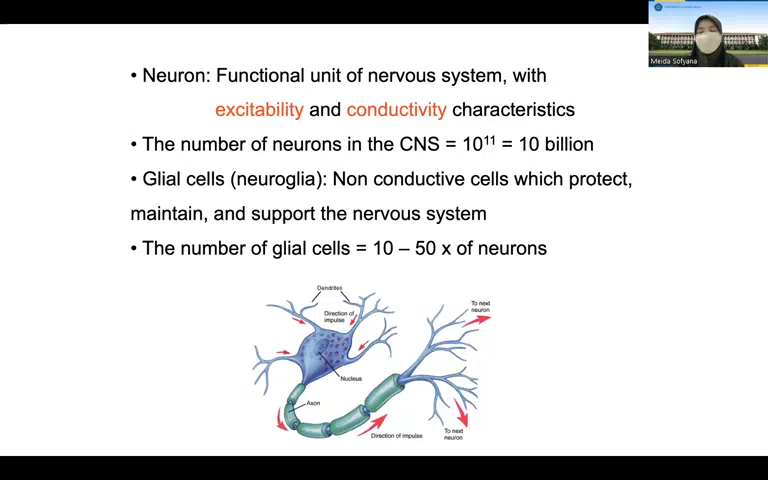 • Neuron: Functional unit of nervous system, with
excitability and conductivity characteristics
• The number of neurons in the CNS = 10¹¹ = 10 billion
• Glial cells (neuroglia): Non conductive cells which protect,
maintain, and support the nervous system
• The number of glial cells = 10 – 50 x of neurons
Dendrites
Direction of
impulse
To next
neuron
Nucleus
Axon
Direction of impulse
To next
neuron
Meida Sofyana